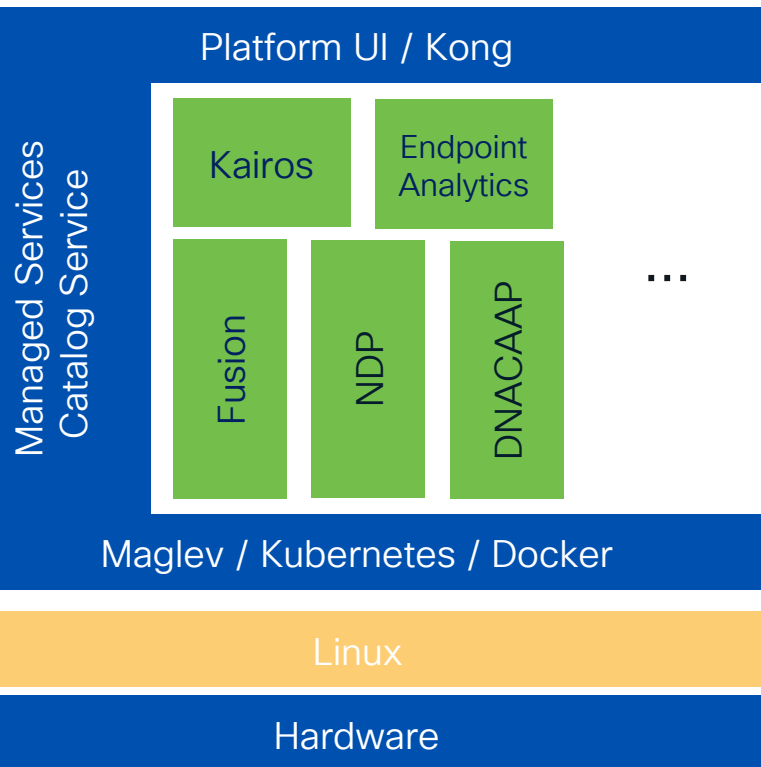 Platform UI / Kong
Managed Services
Catalog Service
Kairos
Endpoint
Analytics
Fusion
NDP
DNACAAP
...
Maglev / Kubernetes / Docker
Linux
Hardware